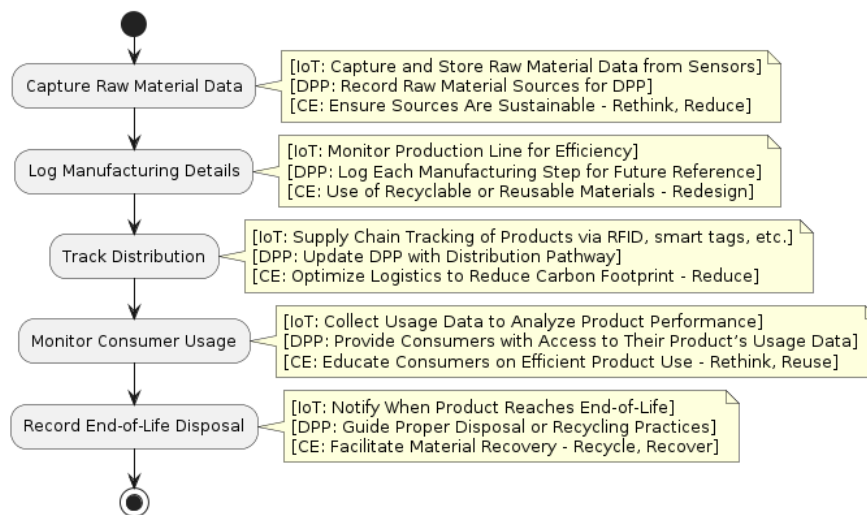 Capture Raw Material Data
[IoT: Capture and Store Raw Material Data from Sensors]
[DPP: Record Raw Material Sources for DPP]
[CE: Ensure Sources Are Sustainable - Rethink, Reduce]
Log Manufacturing Details
[IoT: Monitor Production Line for Efficiency]
[DPP: Log Each Manufacturing Step for Future Reference]
[CE: Use of Recyclable or Reusable Materials - Redesign]
Track Distribution
[IoT: Supply Chain Tracking of Products via RFID, smart tags, etc.]
[DPP: Update DPP with Distribution Pathway]
[CE: Optimize Logistics to Reduce Carbon Footprint - Reduce]
Monitor Consumer Usage
[IoT: Collect Usage Data to Analyze Product Performance]
[DPP: Provide Consumers with Access to Their Product’s Usage Data]
[CE: Educate Consumers on Efficient Product Use - Rethink, Reuse]
Record End-of-Life Disposal
[IoT: Notify When Product Reaches End-of-Life]
[DPP: Guide Proper Disposal or Recycling Practices]
[CE: Facilitate Material Recovery - Recycle, Recover]